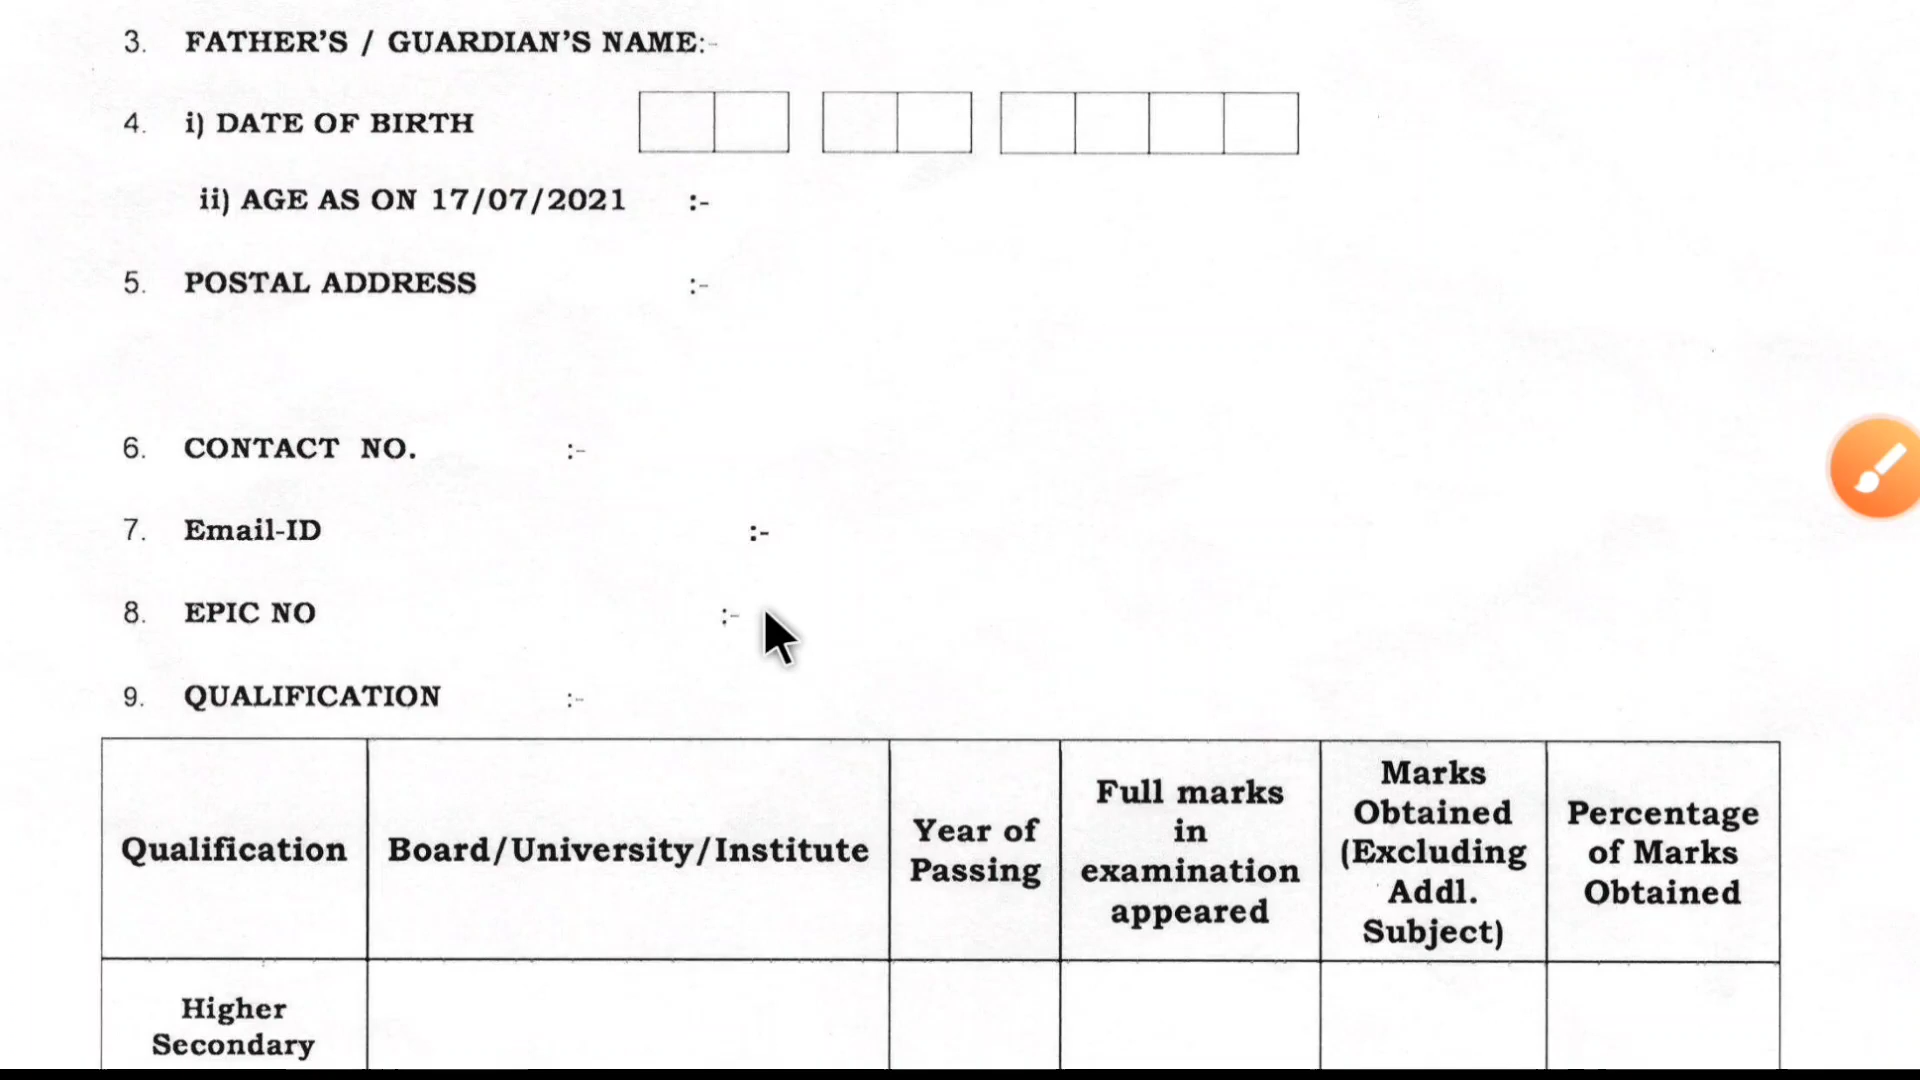 3. FATHER'S / GUARDIAN'S NAME:-
4. i) DATE OF BIRTH
ii) AGE AS ON 17/07/2021 :-
5. POSTAL ADDRESS :-
6. CONTACT NO. :-
7. Email-ID :-
8. EPIC NO :-
9. QUALIFICATION :-
Qualification
Board/University/Institute
Year of
Passing
Full marks
in
examination
appeared
Marks
Obtained
(Excluding
Addl.
Subject)
Percentage
of Marks
Obtained
Higher
Secondary